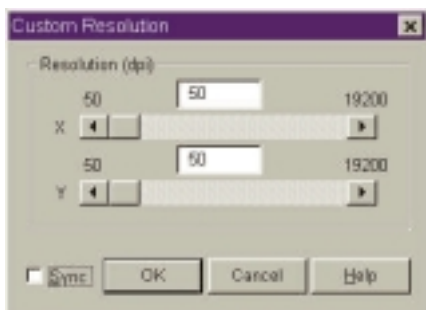 Custom Resolution
Resolution (dpi)
50 50 19200
X
50 50 19200
Y
Sync OK Cancel Help